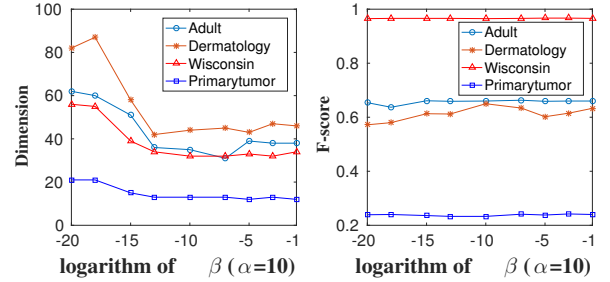 100
80
60
40
20
0
Dimension
Adult
Dermatology
Wisconsin
Primarytumor
-20 -15 -10 -5 -1
logarithm of β (α=10)
1
0.8
0.6
0.4
0.2
F-score
Adult
Dermatology
Wisconsin
Primarytumor
-20 -15 -10 -5 -1
logarithm of β (α=10)